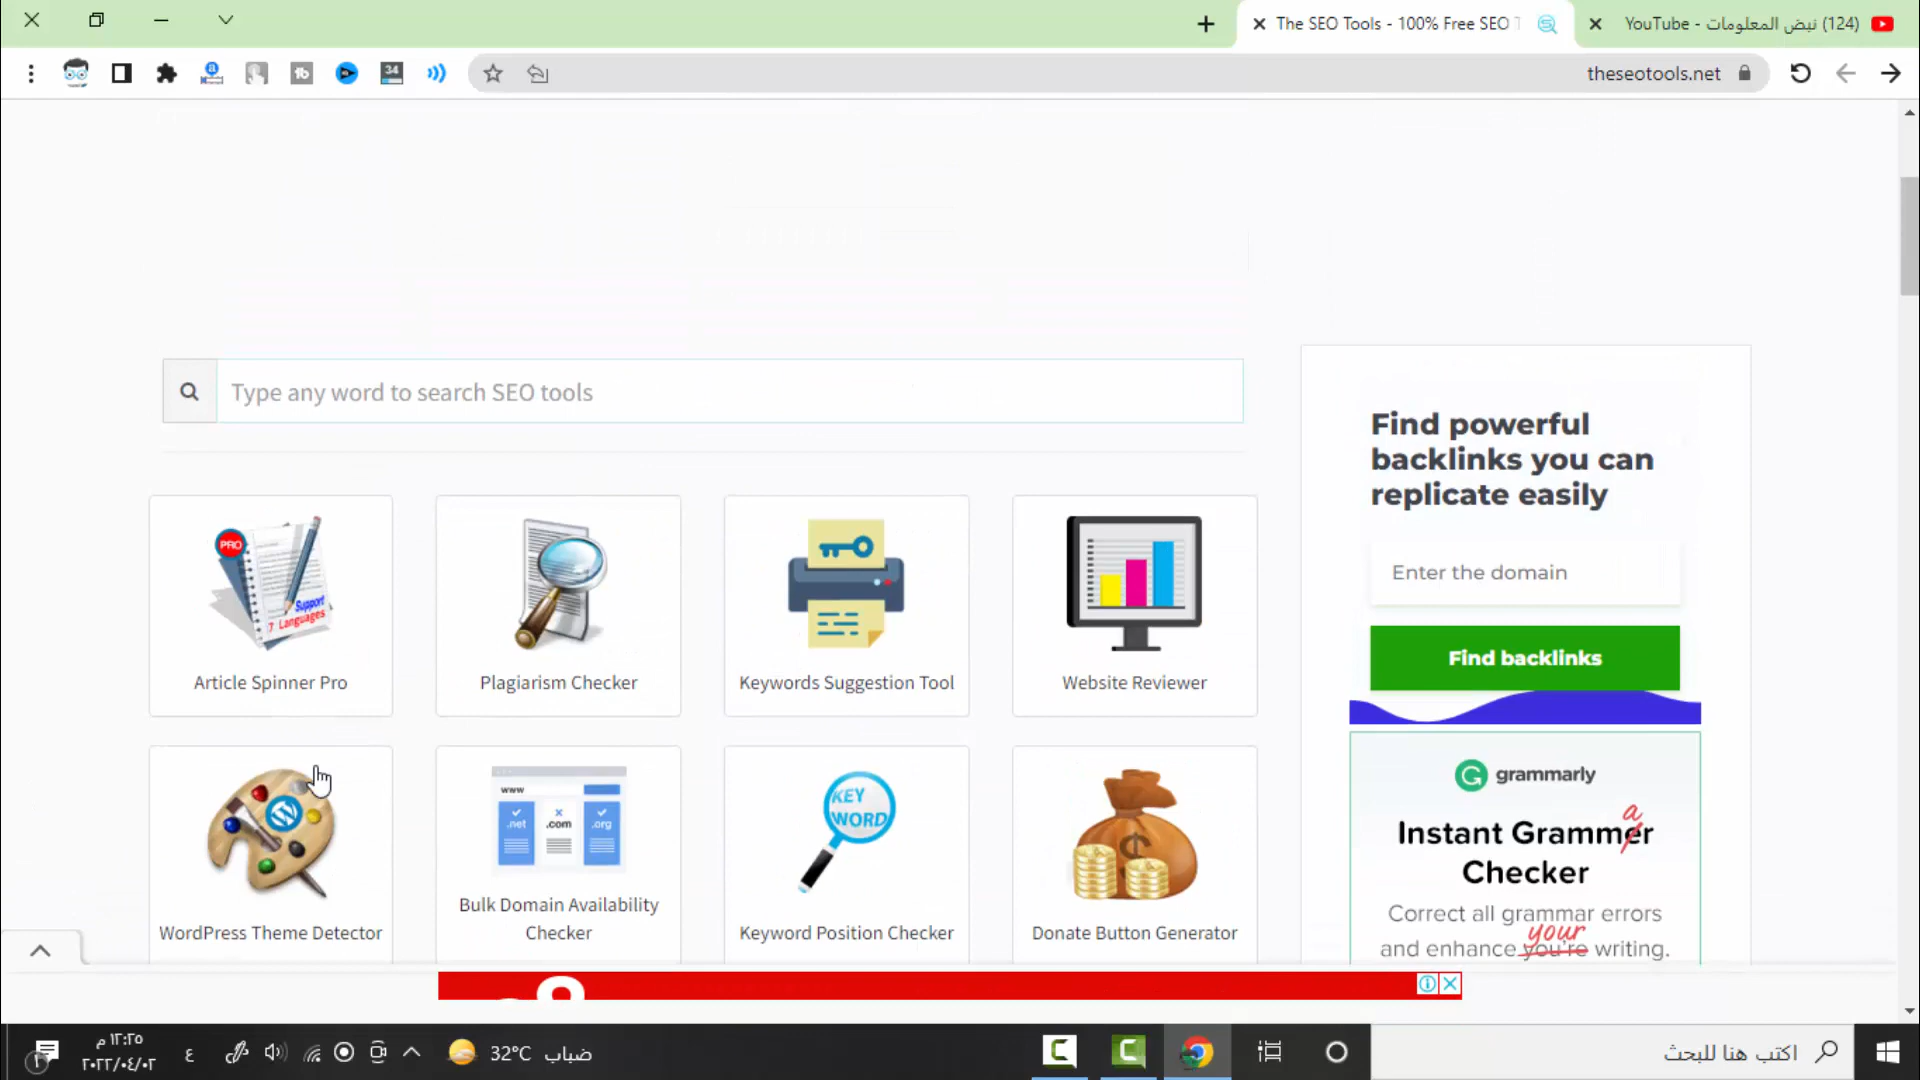 The SEO Tools - 100% Free SEO T
(124) نبض المعلومات - YouTube
34
theseotools.net
Type any word to search SEO tools
Find powerful
backlinks you can
replicate easily
Enter the domain
Find backlinks
PRO
Support
7 Languages
Article Spinner Pro
Plagiarism Checker
Keywords Suggestion Tool
Website Reviewer
grammarly
Instant Grammer
a
Checker
Correct all grammar errors
your
and enhance you're writing.
WordPress Theme Detector
www
.net
.com
.org
Bulk Domain Availability
Checker
KEY
WORD
Keyword Position Checker
Donate Button Generator
١٢:٢٥ م
٢٠٢٢/٠٤/٠٢
ع
32°C ضباب
اكتب هنا للبحث